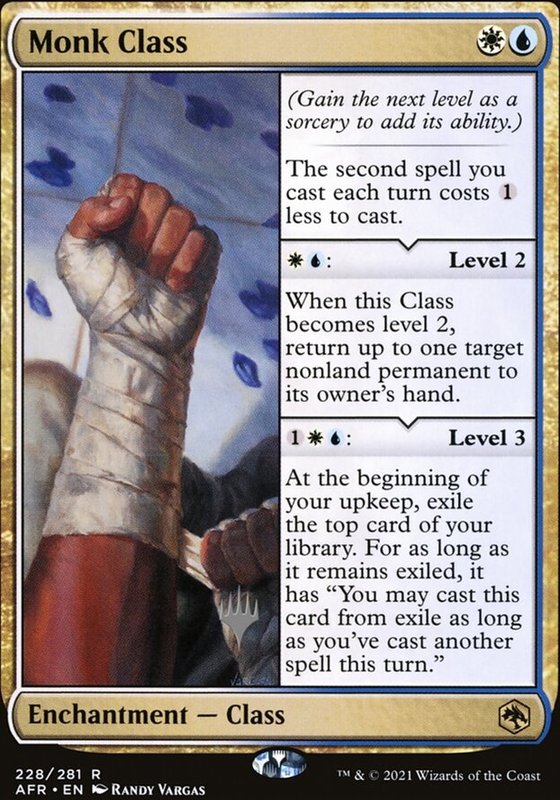 Monk Class
(Gain the next level as a
sorcery to add its ability.)
The second spell you
cast each turn costs 1
less to cast.
: Level 2
When this Class
becomes level 2,
return up to one target
nonland permanent to
its owner's hand.
1 : Level 3
At the beginning of
your upkeep, exile
the top card of your
library. For as long as
it remains exiled, it
has “You may cast this
card from exile as long
as you've cast another
spell this turn.”
Enchantment — Class
228/281 R
AFR • EN RANDY VARGAS
™ & © 2021 Wizards of the Coast